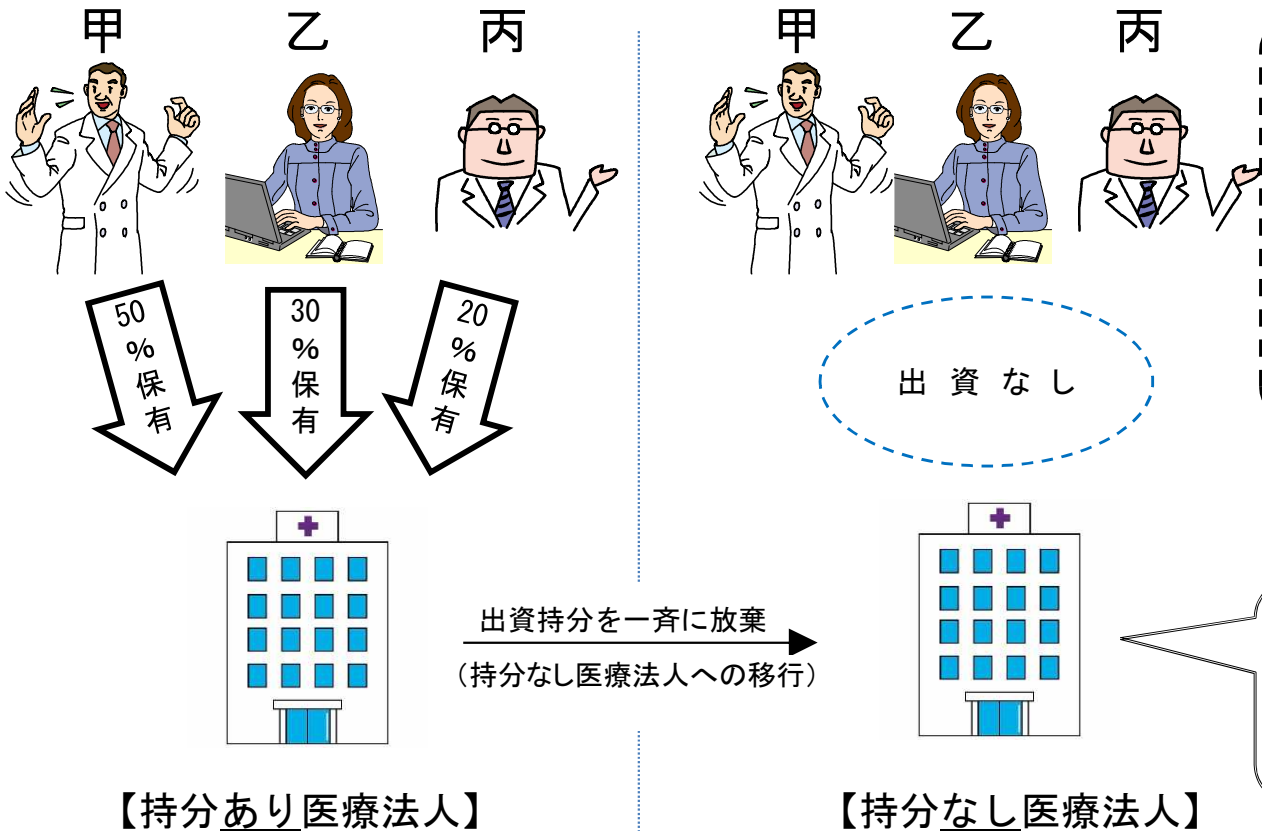 甲 乙 丙
50%保有
30%保有
20%保有
出資持分を一斉に放棄
(持分なし医療法人への移行)
【持分あり医療法人】
甲 乙 丙
出資なし
【持分なし医療法人】